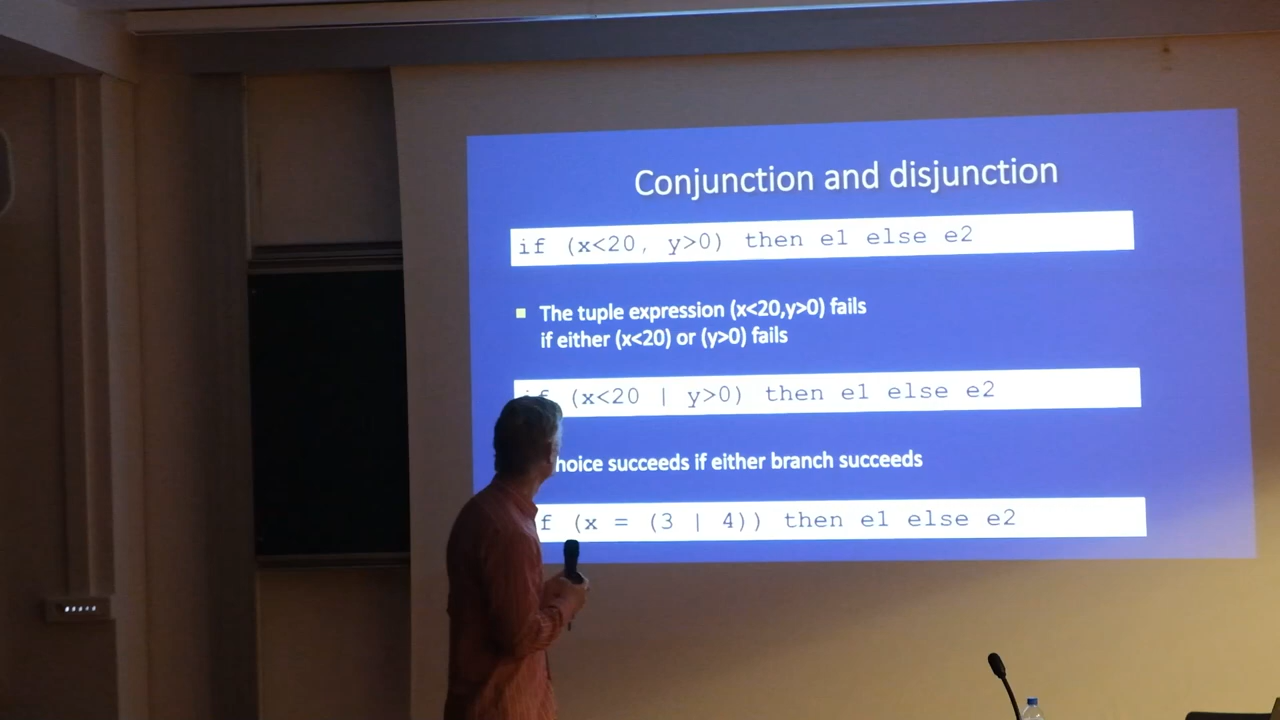 Conjunction and disjunction
if (x<20, y>0) then e1 else e2
The tuple expression (x<20,y>0) fails
if either (x<20) or (y>0) fails
if (x<20 | y>0) then e1 else e2
hoice succeeds if either branch succeeds
f (x = (3 | 4)) then e1 else e2